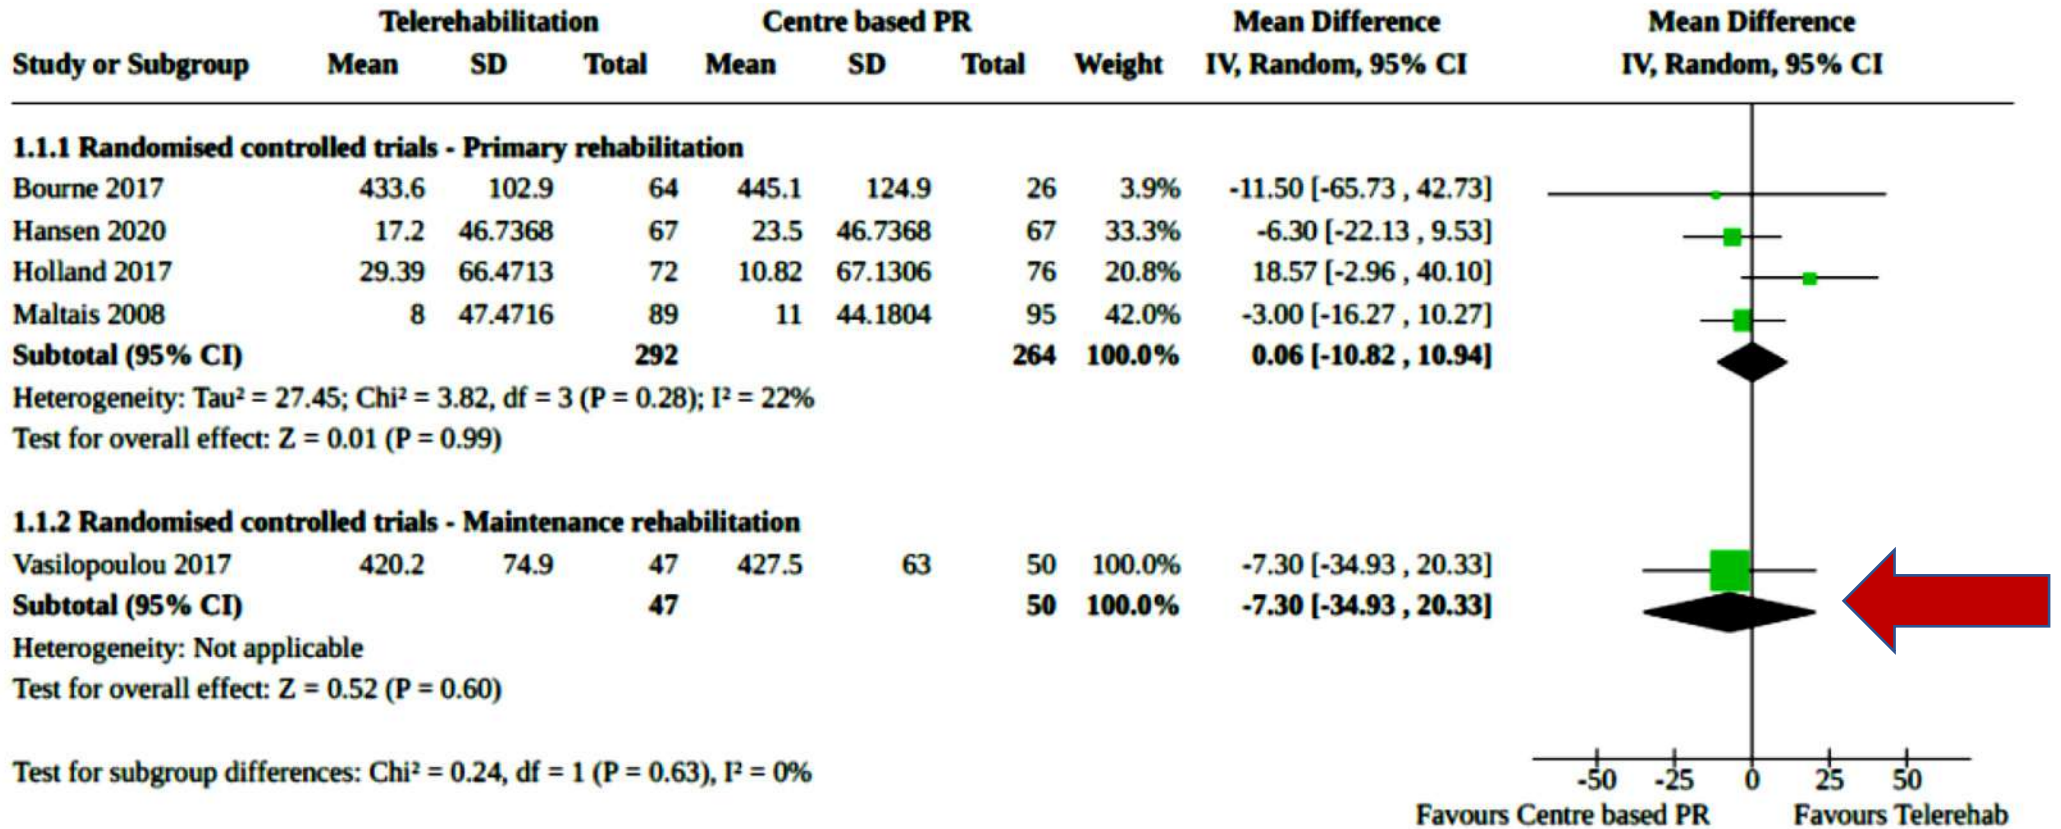 Telerehabilitation Centre based PR Mean Difference Mean Difference
Study or Subgroup Mean SD Total Mean SD Total Weight IV, Random, 95% CI IV, Random, 95% CI
1.1.1 Randomised controlled trials - Primary rehabilitation
Bourne 2017 433.6 102.9 64 445.1 124.9 26 3.9% -11.50 [-65.73 , 42.73]
Hansen 2020 17.2 46.7368 67 23.5 46.7368 67 33.3% -6.30 [-22.13 , 9.53]
Holland 2017 29.39 66.4713 72 10.82 67.1306 76 20.8% 18.57 [-2.96 , 40.10]
Maltais 2008 8 47.4716 89 11 44.1804 95 42.0% -3.00 [-16.27 , 10.27]
Subtotal (95% CI) 292 264 100.0% 0.06 [-10.82 , 10.94]
Heterogeneity: Tau² = 27.45; Chi² = 3.82, df = 3 (P = 0.28); I² = 22%
Test for overall effect: Z = 0.01 (P = 0.99)
1.1.2 Randomised controlled trials - Maintenance rehabilitation
Vasilopoulou 2017 420.2 74.9 47 427.5 63 50 100.0% -7.30 [-34.93 , 20.33]
Subtotal (95% CI) 47 50 100.0% -7.30 [-34.93 , 20.33]
Heterogeneity: Not applicable
Test for overall effect: Z = 0.52 (P = 0.60)
Test for subgroup differences: Chi² = 0.24, df = 1 (P = 0.63), I² = 0%
-50 -25 0 25 50
Favours Centre based PR Favours Telerehab